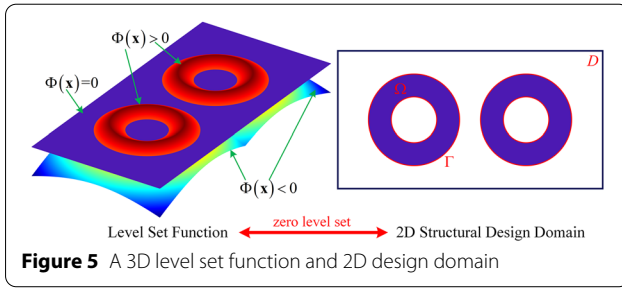 Φ(x)>0
Φ(x)=0
D
Ω
Γ
Φ(x)<0
zero level set
Level Set Function
2D Structural Design Domain
Figure 5 A 3D level set function and 2D design domain